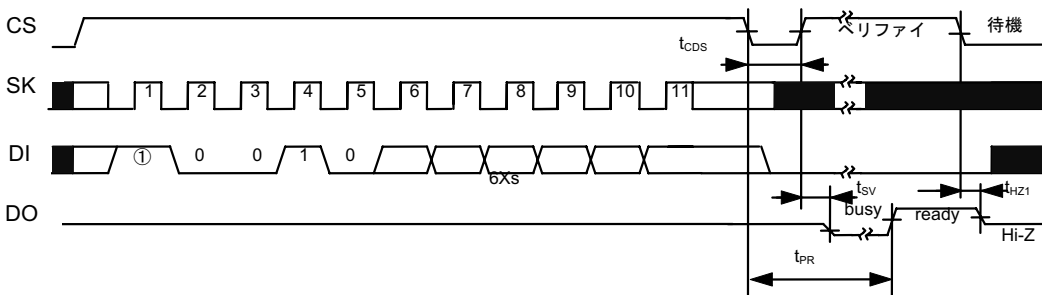 CS
ベリファイ
待機
tCDS
SK
1 2 3 4 5 6 7 8 9 10 11
DI
① 0 0 1 0
6Xs
tSV
tHZ1
DO
busy
ready
Hi-Z
tPR